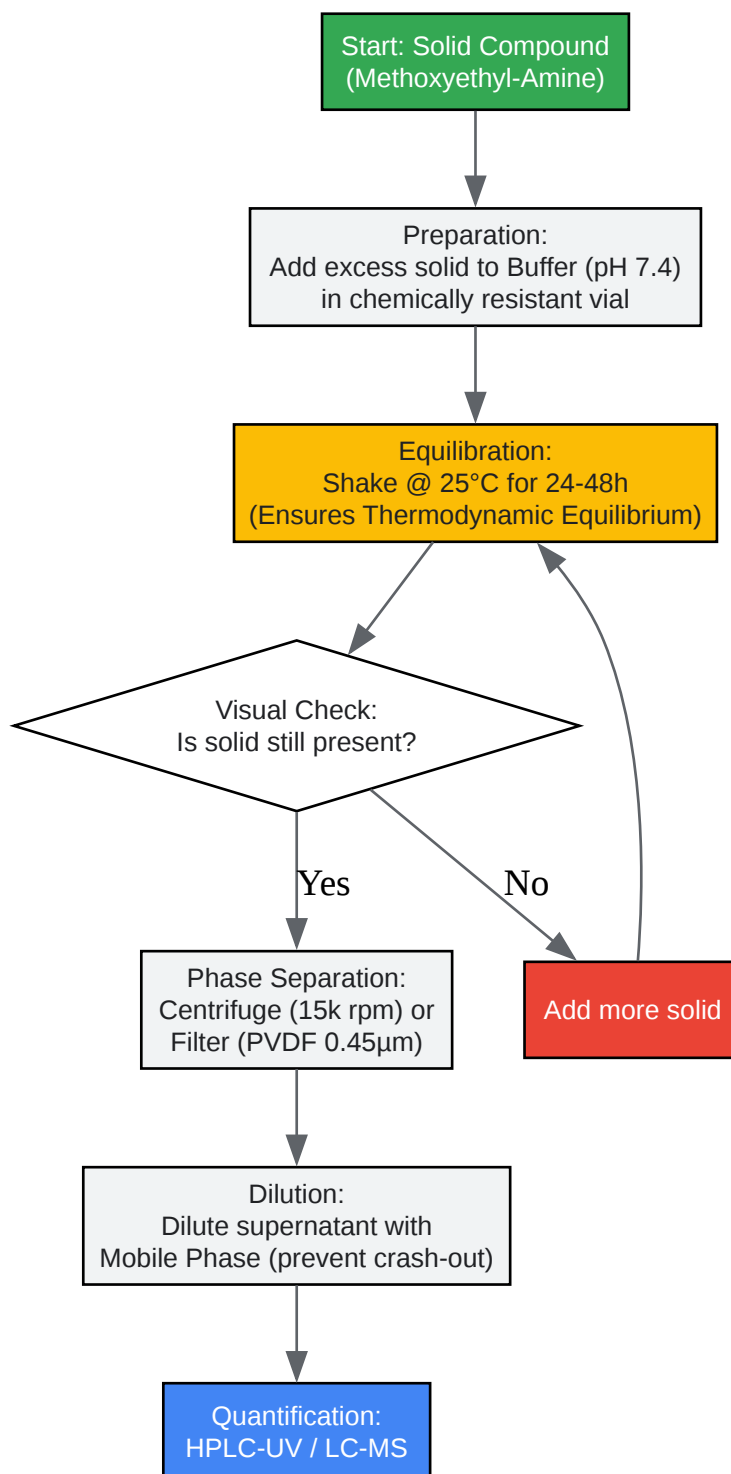 Start: Solid Compound
(Methoxyethyl-Amine)
Preparation:
Add excess solid to Buffer (pH 7.4)
in chemically resistant vial
Equilibration:
Shake @ 25°C for 24-48h
(Ensures Thermodynamic Equilibrium)
Visual Check:
Is solid still present?
Yes
No
Phase Separation:
Centrifuge (15k rpm) or
Filter (PVDF 0.45µm)
Add more solid
Dilution:
Dilute supernatant with
Mobile Phase (prevent crash-out)
Quantification:
HPLC-UV / LC-MS